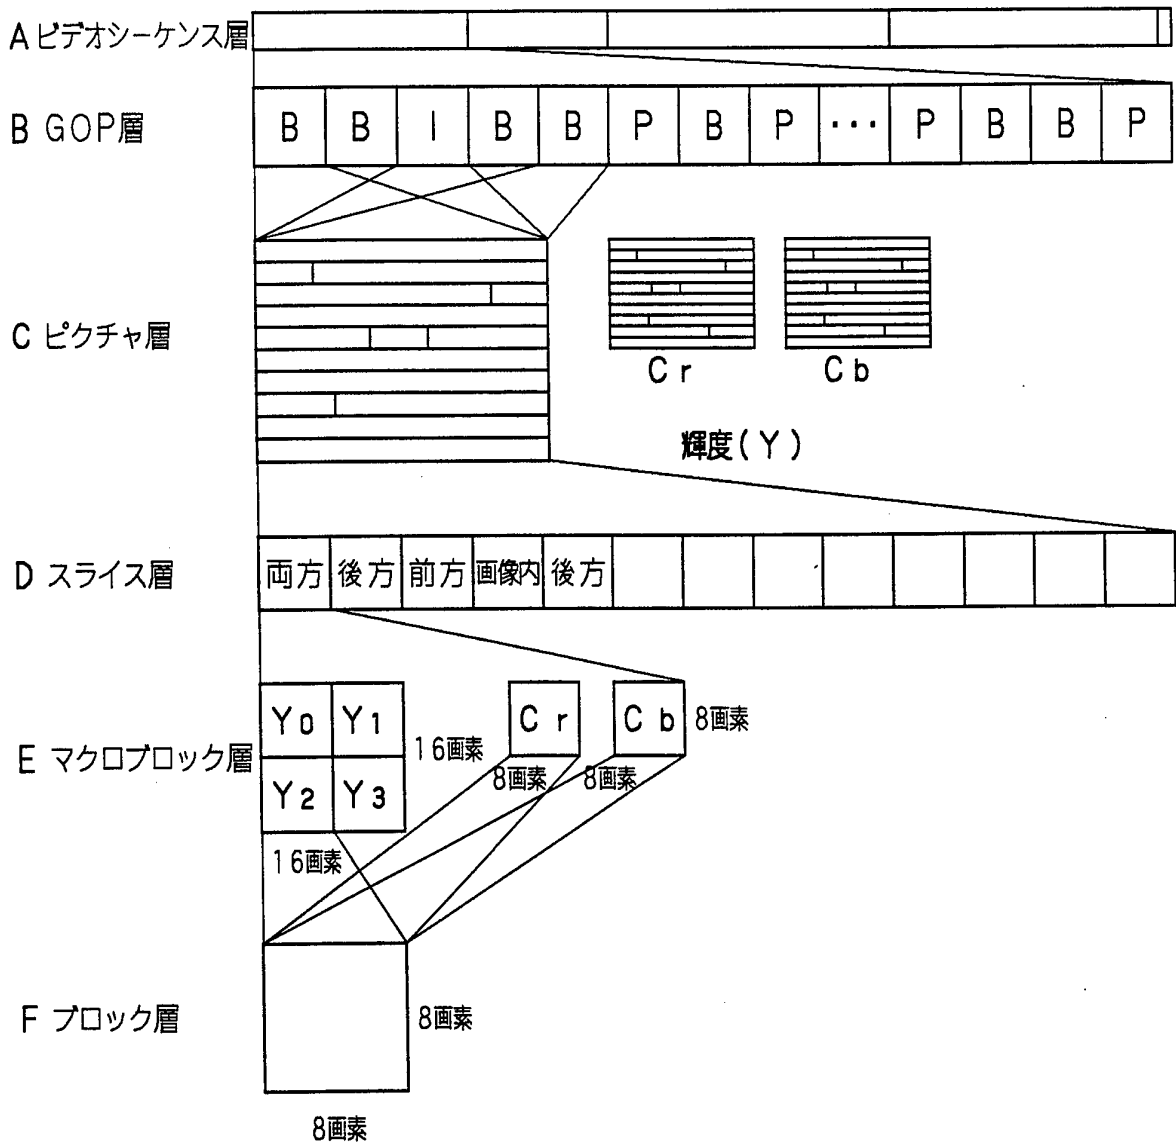 A ビデオシーケンス層
B GOP層 B B I B B P B P ･･･ P B B P
C ピクチャ層
Cr Cb
輝度(Y)
D スライス層 両方 後方 前方 画像内 後方
E マクロブロック層
Y0 Y1 Cr Cb 8画素
16画素
8画素 8画素
Y2 Y3
16画素
F ブロック層 8画素
8画素